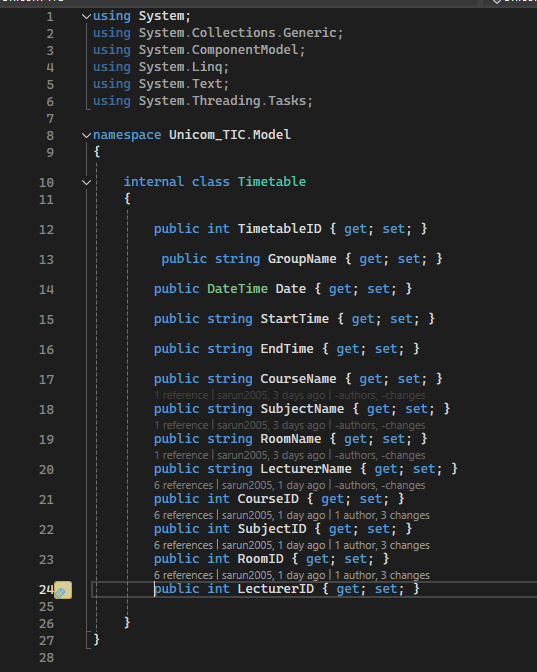 1 using System;
2 using System.Collections.Generic;
3 using System.ComponentModel;
4 using System.Linq;
5 using System.Text;
6 using System.Threading.Tasks;
7
8 namespace Unicom_TIC.Model
9 {
10 internal class Timetable
11 {
12 public int TimetableID { get; set; }
13 public string GroupName { get; set; }
14 public DateTime Date { get; set; }
15 public string StartTime { get; set; }
16 public string EndTime { get; set; }
17 public string CourseName { get; set; }
1 reference | sarun2005, 3 days ago | -authors, -changes
18 public string SubjectName { get; set; }
1 reference | sarun2005, 3 days ago | -authors, -changes
19 public string RoomName { get; set; }
1 reference | sarun2005, 3 days ago | -authors, -changes
20 public string LecturerName { get; set; }
6 references | sarun2005, 1 day ago | -authors, -changes
21 public int CourseID { get; set; }
6 references | sarun2005, 1 day ago | 1 author, 3 changes
22 public int SubjectID { get; set; }
6 references | sarun2005, 1 day ago | 1 author, 3 changes
23 public int RoomID { get; set; }
6 references | sarun2005, 1 day ago | 1 author, 3 changes
24 public int LecturerID { get; set; }
25
26 }
27 }
28